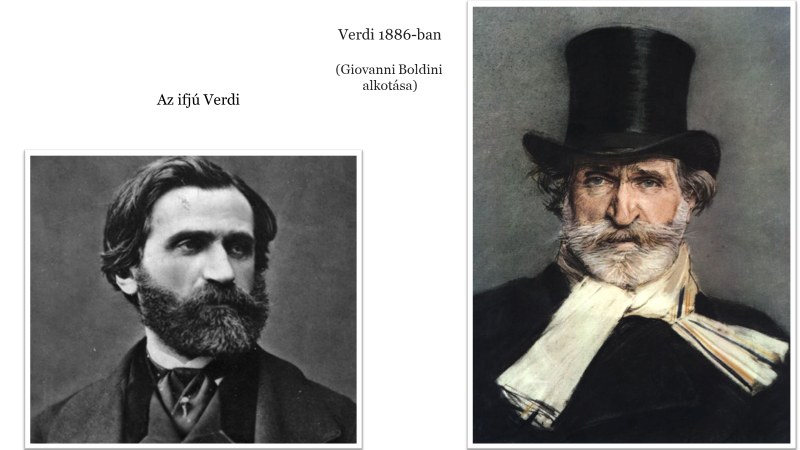 Verdi 1886-ban
(Giovanni Boldini
alkotása)
Az ifjú Verdi